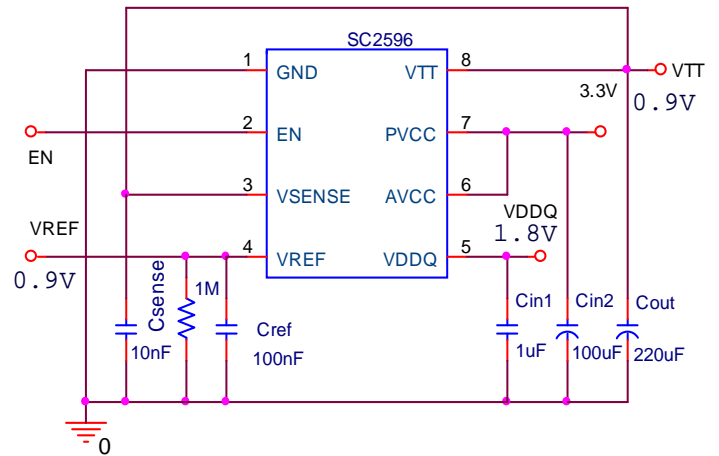 SC2596
1 GND VTT 8 VTT
3.3V 0.9V
2 EN PVCC 7
EN
3 VSENSE AVCC 6
VREF VDDQ
1.8V
4 VREF VDDQ 5
0.9V
Csense 1M Cin1 Cin2 Cout
Cref
10nF 100nF 1uF 100uF 220uF
0